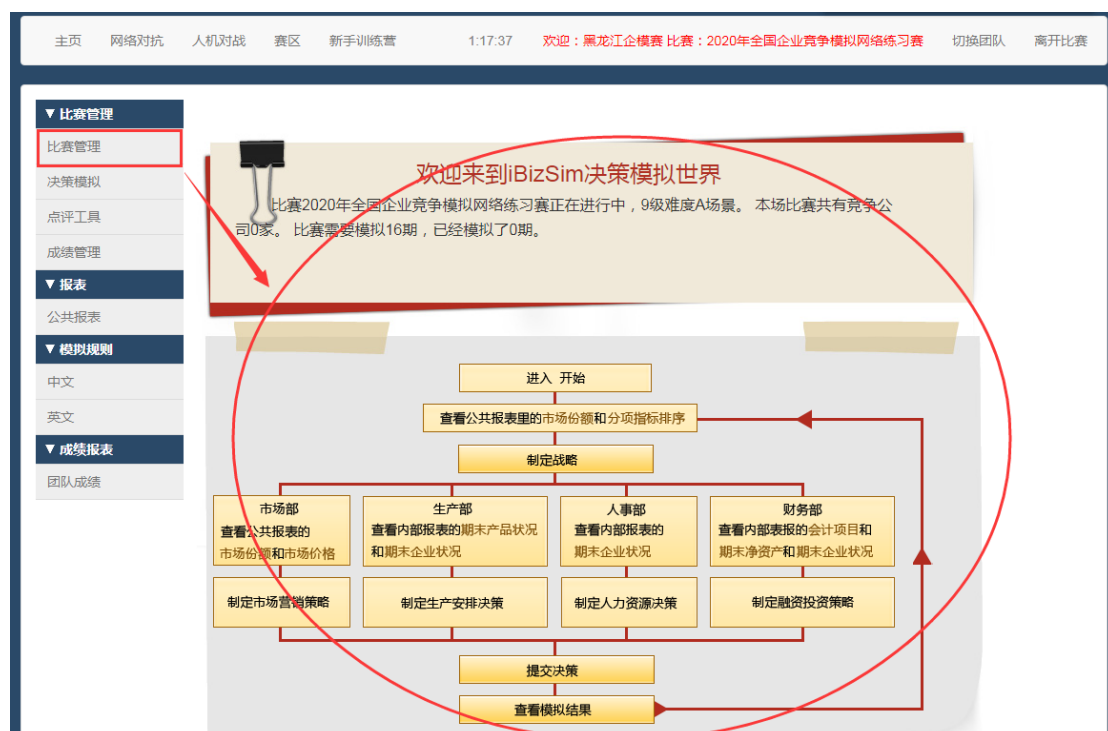 主页 网络对抗 人机对战 赛区 新手训练营 1:17:37 欢迎：黑龙江企模赛 比赛：2020年全国企业竞争模拟网络练习赛 切换团队 离开比赛
▼ 比赛管理
比赛管理
决策模拟
点评工具
成绩管理
▼ 报表
公共报表
▼ 模拟规则
中文
英文
▼ 成绩报表
团队成绩
欢迎来到iBizSim决策模拟世界
比赛2020年全国企业竞争模拟网络练习赛正在进行中，9级难度A场景。 本场比赛共有竞争公
司0家。 比赛需要模拟16期，已经模拟了0期。
进入 开始
查看公共报表里的市场份额和分项指标排序
制定战略
市场部
查看公共报表的
市场份额和市场价格
生产部
查看内部报表的期末产品状况
和期末企业状况
人事部
查看内部报表的
期末企业状况
财务部
查看内部表报的会计项目和
期末净资产和期末企业状况
制定市场营销策略
制定生产安排决策
制定人力资源决策
制定融资投资策略
提交决策
查看模拟结果